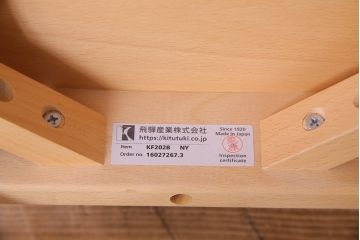 飛騨産業株式会社
https://kitutuki.co.jp
Item KF202B NY
Order no. 16027267.3
Since 1920
Made in Japan
Inspection
certificate